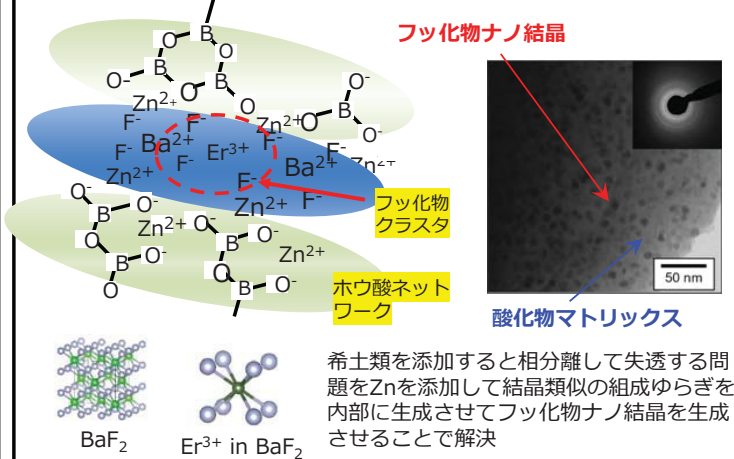 フッ化物ナノ結晶
B
O
O
B
B
O
O-
O
O
O-
B
O
O-
Zn2+
Zn2+
F-
F-
F-
F-
Ba2+
Er3+
F-
F-
Ba2+
Zn2+
Zn2+
F-
F-
Zn2+
フッ化物
クラスタ
O-
O-
B
O
Zn2+
O-
B
O-
O
O-
O-
B
O
O-
B
Zn2+
ホウ酸ネット
ワーク
50 nm
酸化物マトリックス
BaF2
Er3+ in BaF2
希土類を添加すると相分離して失透する問
題をZnを添加して結晶類似の組成ゆらぎを
内部に生成させてフッ化物ナノ結晶を生成
させることで解決